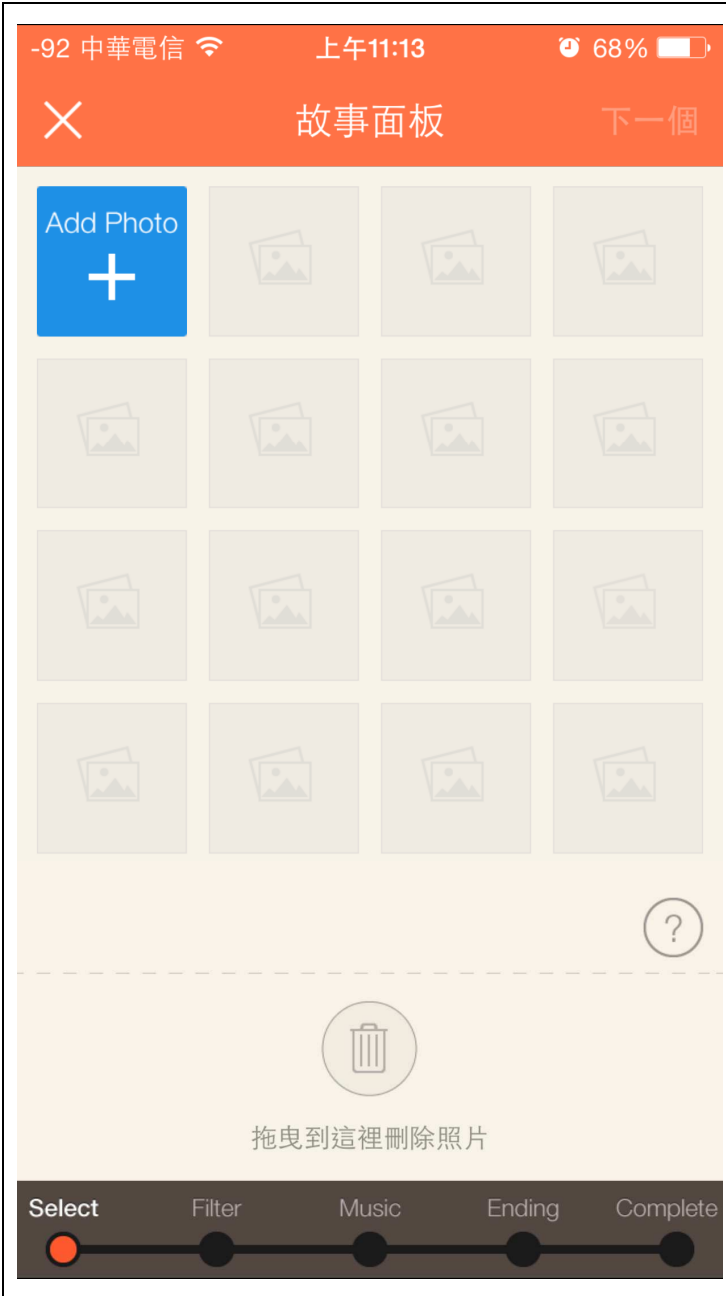 -92 中華電信 上午11:13 68%
故事面板 下一個
Add Photo
?
拖曳到這裡刪除照片
Select Filter Music Ending Complete